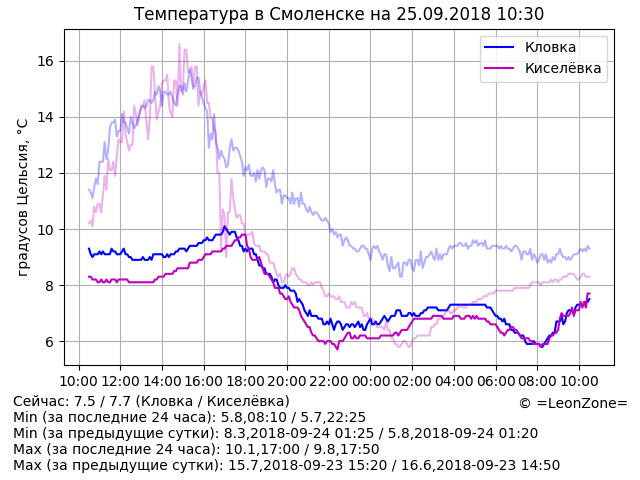 Температура в Смоленске на 25.09.2018 10:30
градусов Цельсия, °C
16
14
12
10
8
6
Кловка
Киселёвка
10:00 12:00 14:00 16:00 18:00 20:00 22:00 00:00 02:00 04:00 06:00 08:00 10:00
Сейчас: 7.5 / 7.7 (Кловка / Киселёвка)
© =LeonZone=
Min (за последние 24 часа): 5.8,08:10 / 5.7,22:25
Min (за предыдущие сутки): 8.3,2018-09-24 01:25 / 5.8,2018-09-24 01:20
Max (за последние 24 часа): 10.1,17:00 / 9.8,17:50
Max (за предыдущие сутки): 15.7,2018-09-23 15:20 / 16.6,2018-09-23 14:50